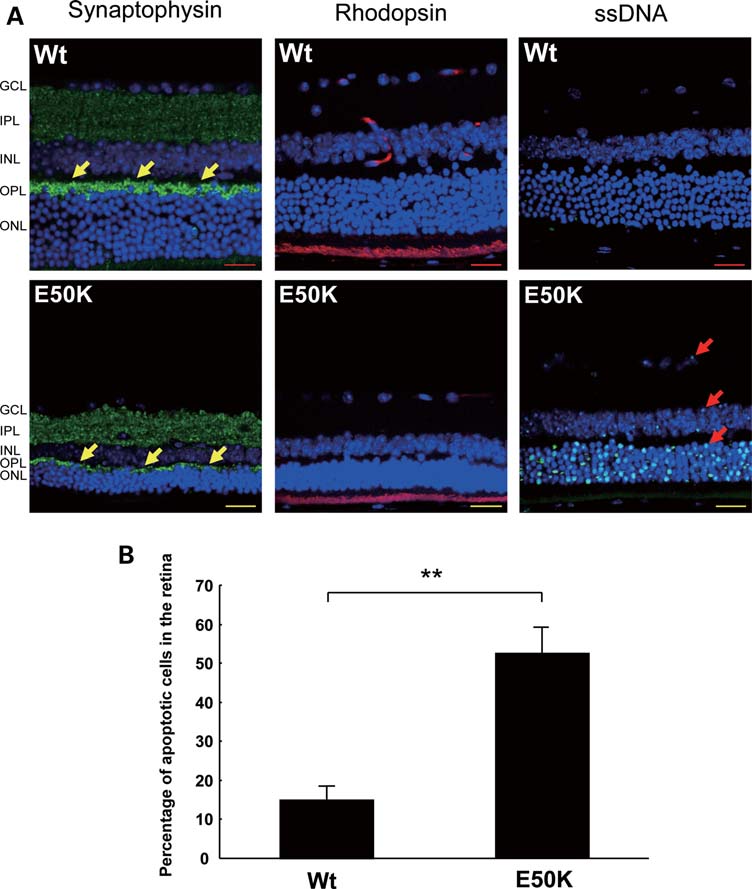 A
Synaptophysin Rhodopsin ssDNA
Wt Wt Wt
GCL
IPL
INL
OPL
ONL
E50K E50K E50K
GCL
IPL
INL
OPL
ONL
B
Percentage of apoptotic cells in the retina
70
60
50
40
30
20
10
0
**
Wt E50K